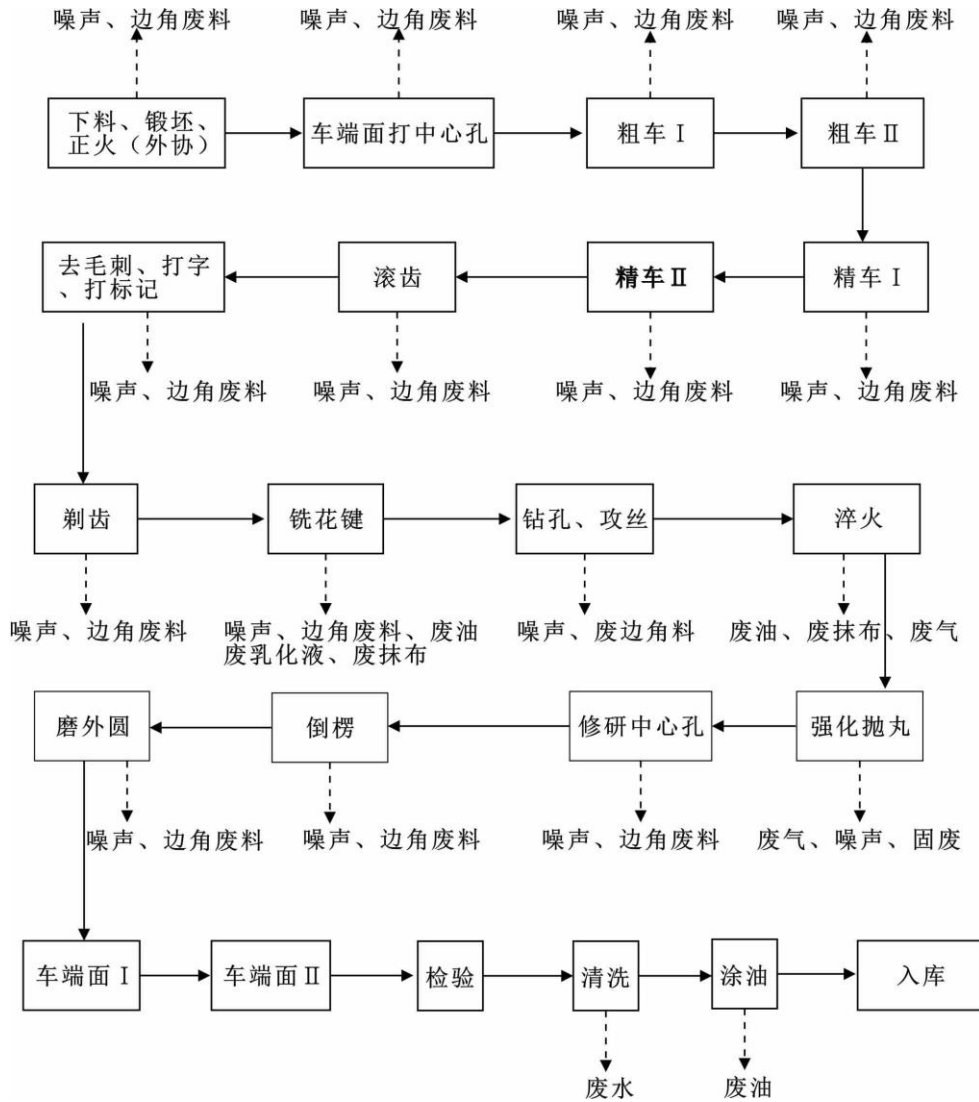 噪声、边角废料
噪声、边角废料
噪声、边角废料
噪声、边角废料
下料、锻坯、
正火（外协）
车端面打中心孔
粗车Ⅰ
粗车Ⅱ
去毛刺、打字
、打标记
滚齿
精车Ⅱ
精车Ⅰ
噪声、边角废料
噪声、边角废料
噪声、边角废料
噪声、边角废料
剃齿
铣花键
钻孔、攻丝
淬火
噪声、边角废料
噪声、边角废料、废油
废乳化液、废抹布
噪声、废边角料
废油、废抹布、废气
磨外圆
倒楞
修研中心孔
强化抛丸
噪声、边角废料
噪声、边角废料
噪声、边角废料
废气、噪声、固废
车端面Ⅰ
车端面Ⅱ
检验
清洗
涂油
入库
废水
废油